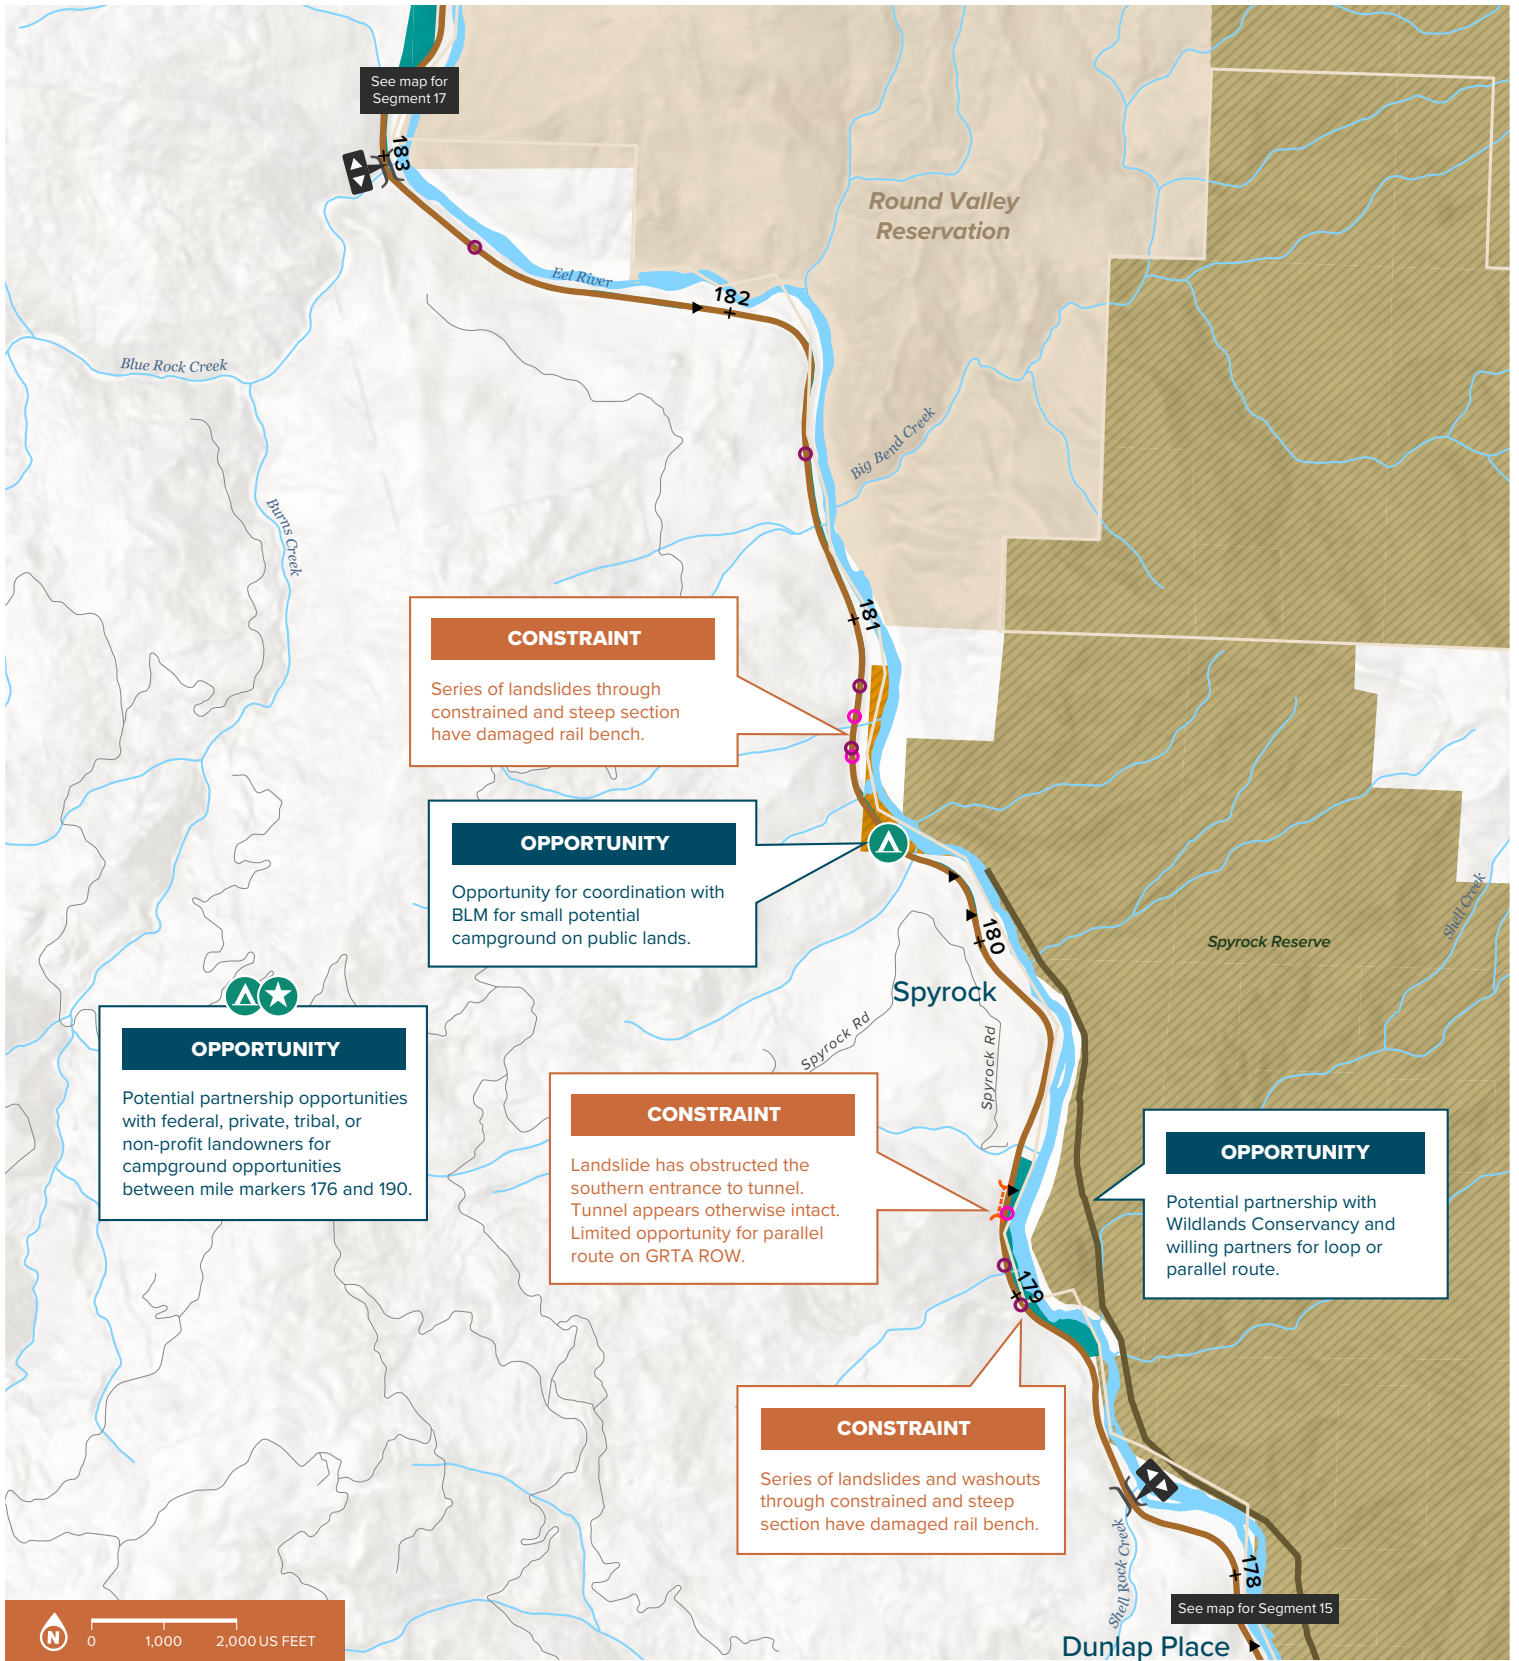 See map for
Segment 17
183
Round Valley
Reservation
Eel River
182
Blue Rock Creek
Big Bend Creek
Burns Creek
181
CONSTRAINT
Series of landslides through
constrained and steep section
have damaged rail bench.
OPPORTUNITY
Opportunity for coordination with
BLM for small potential
campground on public lands.
180
Shell Creek
Spyrock Reserve
Spyrock
Spyrock Rd
Spyrock Rd
OPPORTUNITY
Potential partnership opportunities
with federal, private, tribal, or
non-profit landowners for
campground opportunities
between mile markers 176 and 190.
CONSTRAINT
Landslide has obstructed the
southern entrance to tunnel.
Tunnel appears otherwise intact.
Limited opportunity for parallel
route on GRTA ROW.
OPPORTUNITY
Potential partnership with
Wildlands Conservancy and
willing partners for loop or
parallel route.
179
CONSTRAINT
Series of landslides and washouts
through constrained and steep
section have damaged rail bench.
Shell Rock Creek
178
See map for Segment 15
Dunlap Place
N
0 1,000 2,000 US FEET